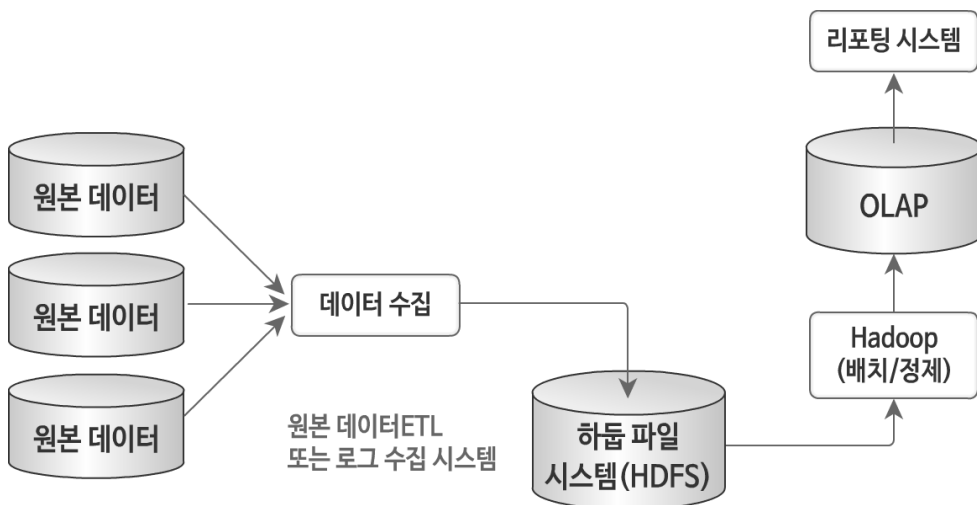 리포팅 시스템
원본 데이터
OLAP
원본 데이터
데이터 수집
Hadoop
(배치/정제)
원본 데이터
원본 데이터ETL
또는 로그 수집 시스템
하둡 파일
시스템(HDFS)